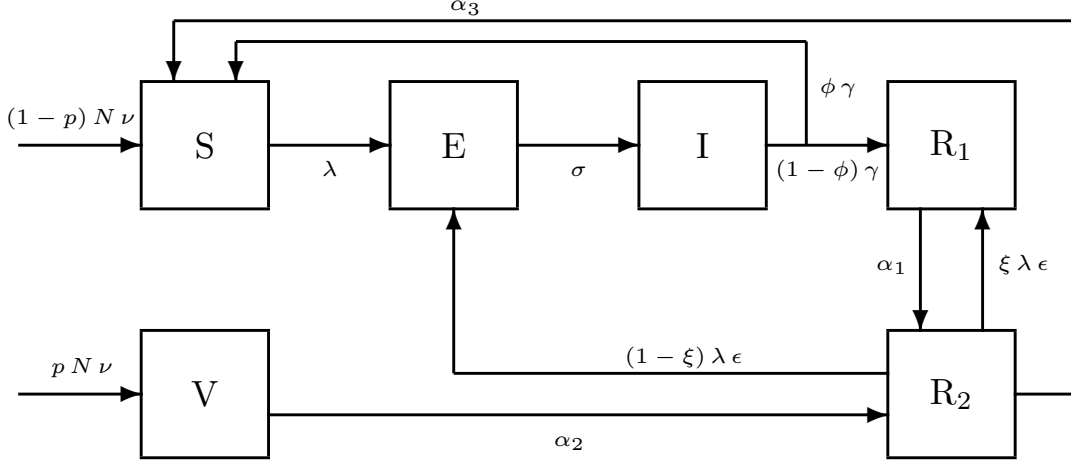 α₃
(1 − p) N ν
S
λ
E
σ
I
ϕ γ
(1 − ϕ) γ
R₁
α₁
ξ λ ϵ
p N ν
V
α₂
(1 − ξ) λ ϵ
R₂